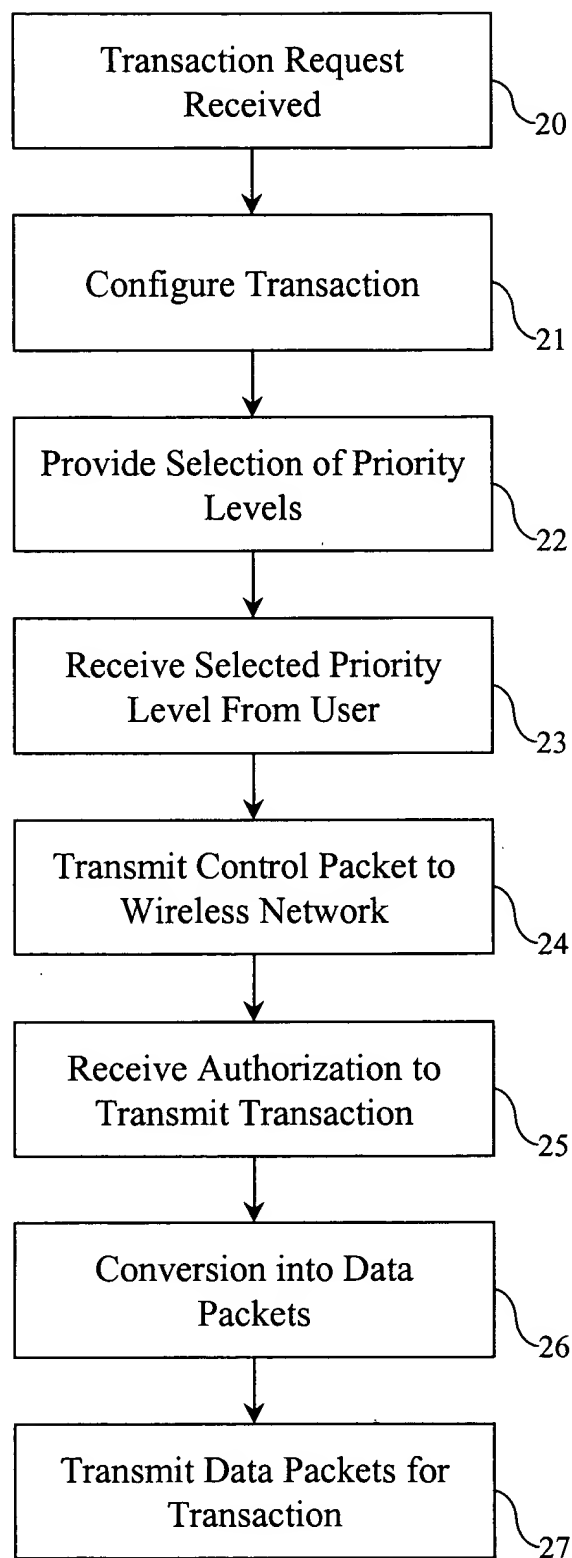 Transaction Request
Received
20
Configure Transaction
21
Provide Selection of Priority
Levels
22
Receive Selected Priority
Level From User
23
Transmit Control Packet to
Wireless Network
24
Receive Authorization to
Transmit Transaction
25
Conversion into Data
Packets
26
Transmit Data Packets for
Transaction
27